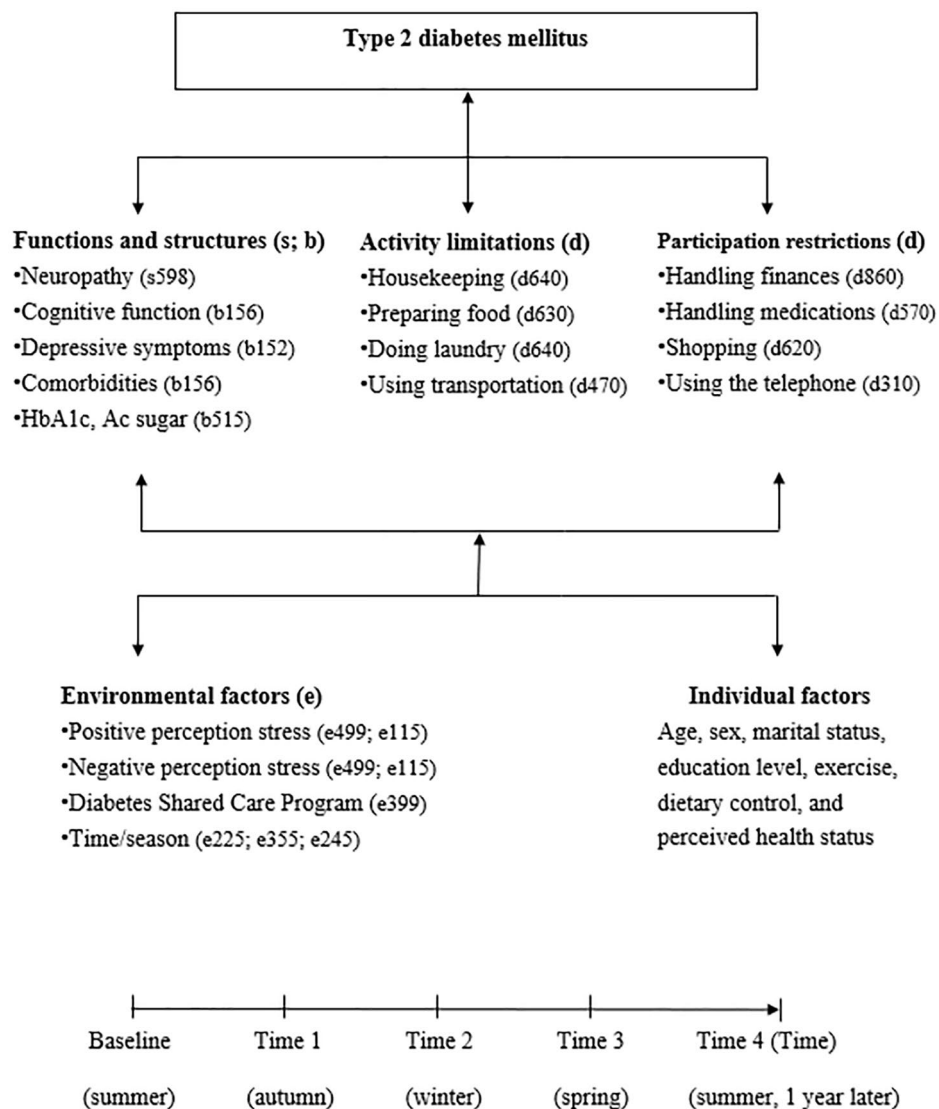 Type 2 diabetes mellitus
Functions and structures (s; b)
•Neuropathy (s598)
•Cognitive function (b156)
•Depressive symptoms (b152)
•Comorbidities (b156)
•HbA1c, Ac sugar (b515)
Activity limitations (d)
•Housekeeping (d640)
•Preparing food (d630)
•Doing laundry (d640)
•Using transportation (d470)
Participation restrictions (d)
•Handling finances (d860)
•Handling medications (d570)
•Shopping (d620)
•Using the telephone (d310)
Environmental factors (e)
•Positive perception stress (e499; e115)
•Negative perception stress (e499; e115)
•Diabetes Shared Care Program (e399)
•Time/season (e225; e355; e245)
Individual factors
Age, sex, marital status,
education level, exercise,
dietary control, and
perceived health status
Baseline
(summer)
Time 1
(autumn)
Time 2
(winter)
Time 3
(spring)
Time 4 (Time)
(summer, 1 year later)